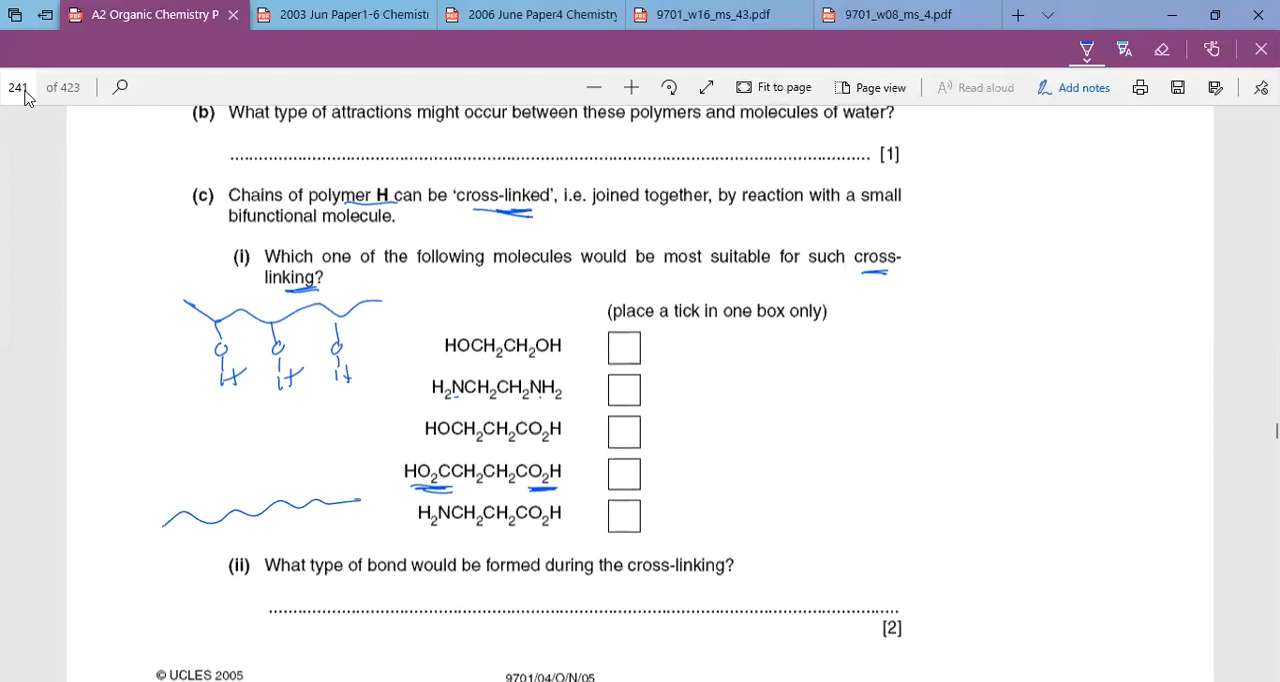 A2 Organic Chemistry P
2003 Jun Paper1-6 Chemistr
2006 June Paper4 Chemistry
9701_w16_ms_43.pdf
9701_w08_ms_4.pdf
241 of 423
Fit to page
Page view
Read aloud
Add notes
(b) What type of attractions might occur between these polymers and molecules of water?
[1]
(c) Chains of polymer H can be ‘cross-linked’, i.e. joined together, by reaction with a small
bifunctional molecule.
(i) Which one of the following molecules would be most suitable for such cross-
linking?
(place a tick in one box only)
HOCH₂CH₂OH
H₂NCH₂CH₂NH₂
HOCH₂CH₂CO₂H
HO₂CCH₂CH₂CO₂H
H₂NCH₂CH₂CO₂H
O O O
H H H
(ii) What type of bond would be formed during the cross-linking?
[2]
© UCLES 2005
9701/04/O/N/05